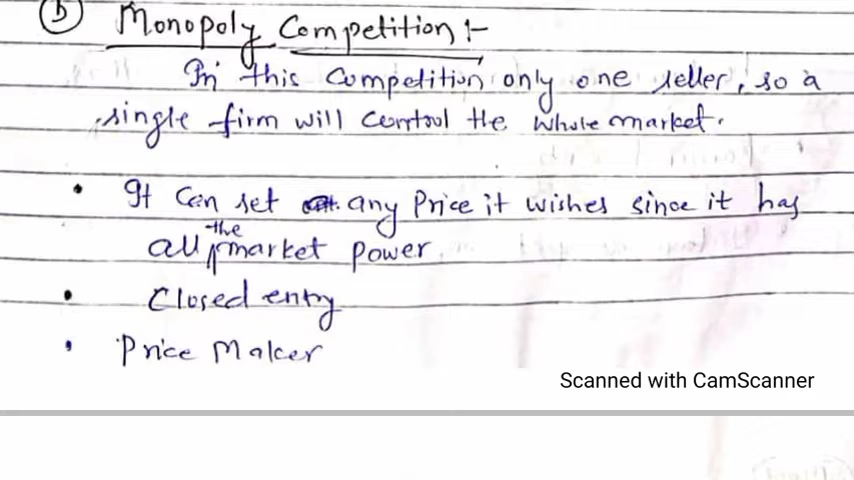 b Monopoly Competition :-
In this Competition only one seller, so a
single firm will control the whole market.
• It Can set any Price it wishes since it has
all the market power
• Closed entry
• Price Maker
Scanned with CamScanner